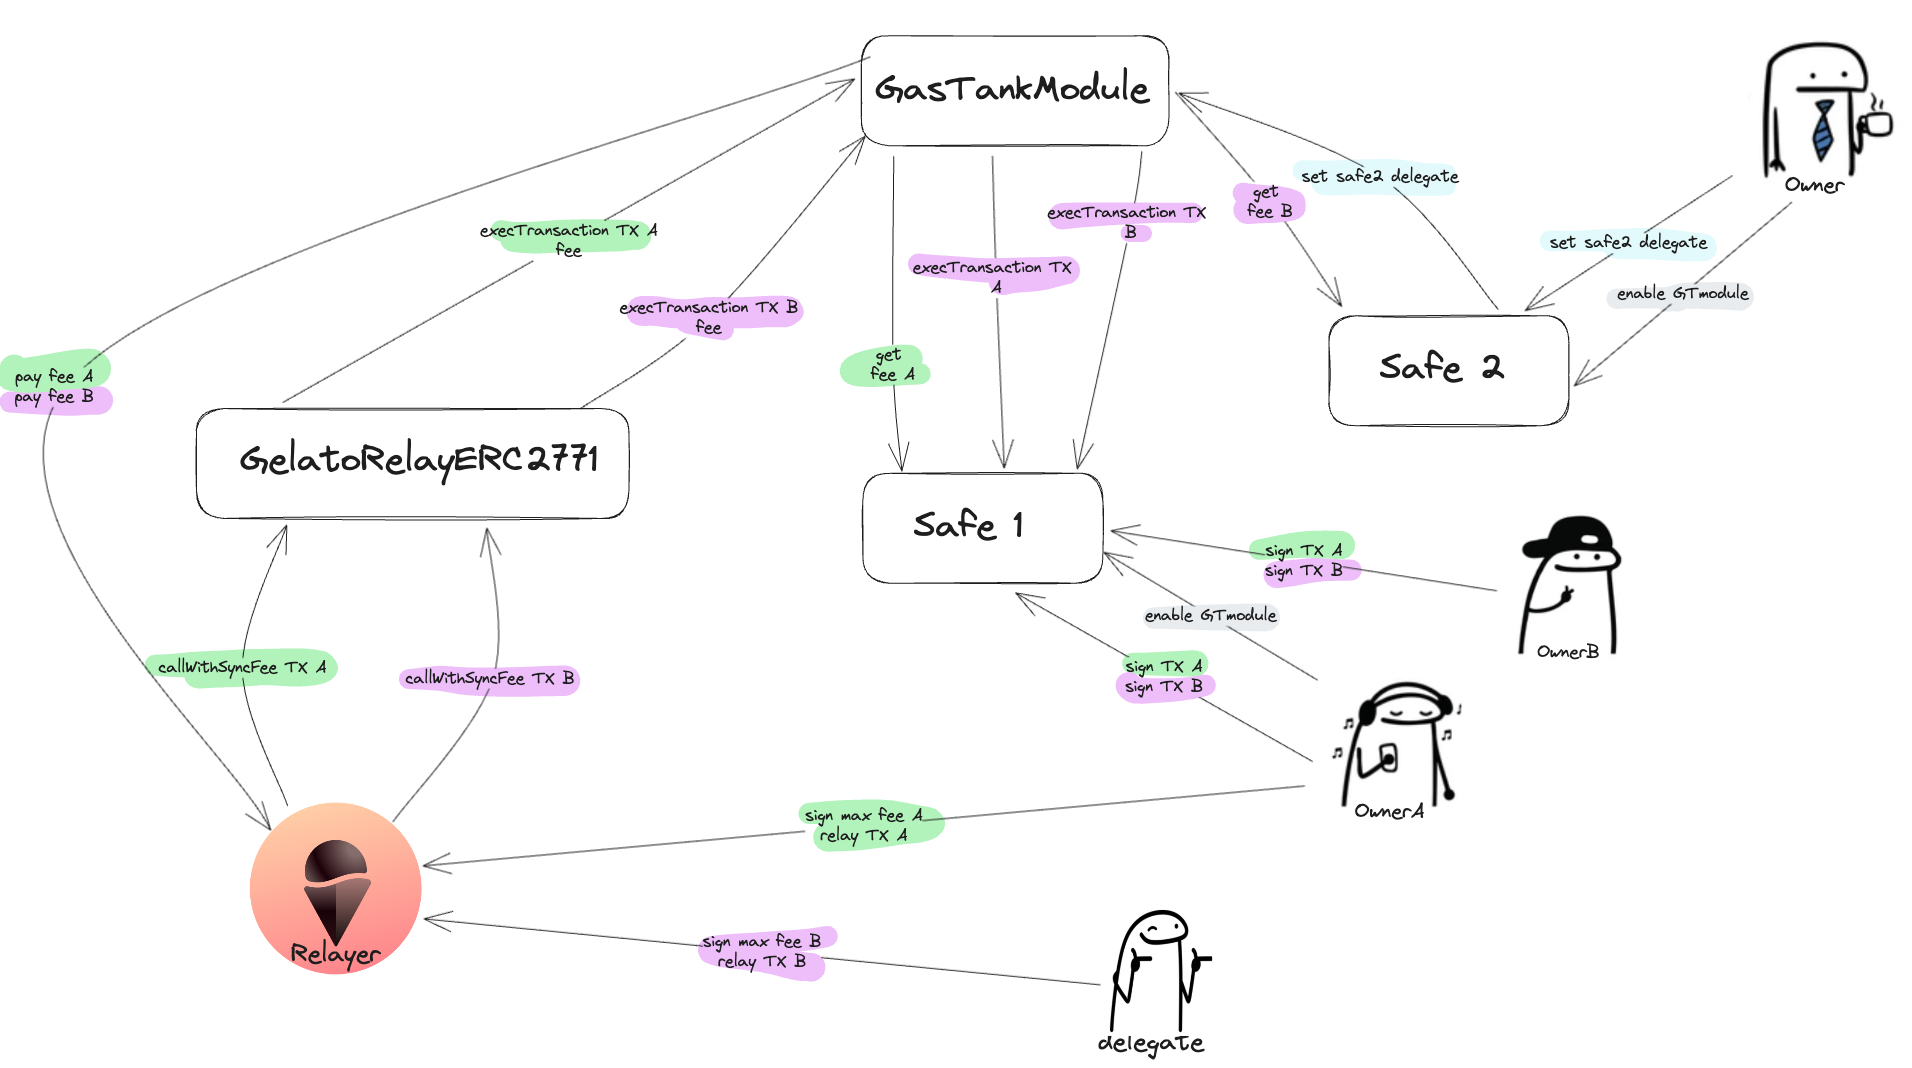 GasTankModule
Owner
set safe2 delegate
get
fee B
execTransaction TX
B
execTransaction TX A
fee
set safe2 delegate
execTransaction TX
A
enable GTmodule
execTransaction TX B
fee
get
fee A
Safe 2
pay fee A
pay fee B
GelatoRelayERC2771
Safe 1
sign TX A
sign TX B
enable GTmodule
OwnerB
sign TX A
sign TX B
callWithSyncFee TX A
callWithSyncFee TX B
OwnerA
sign max fee A
relay TX A
sign max fee B
relay TX B
Relayer
delegate